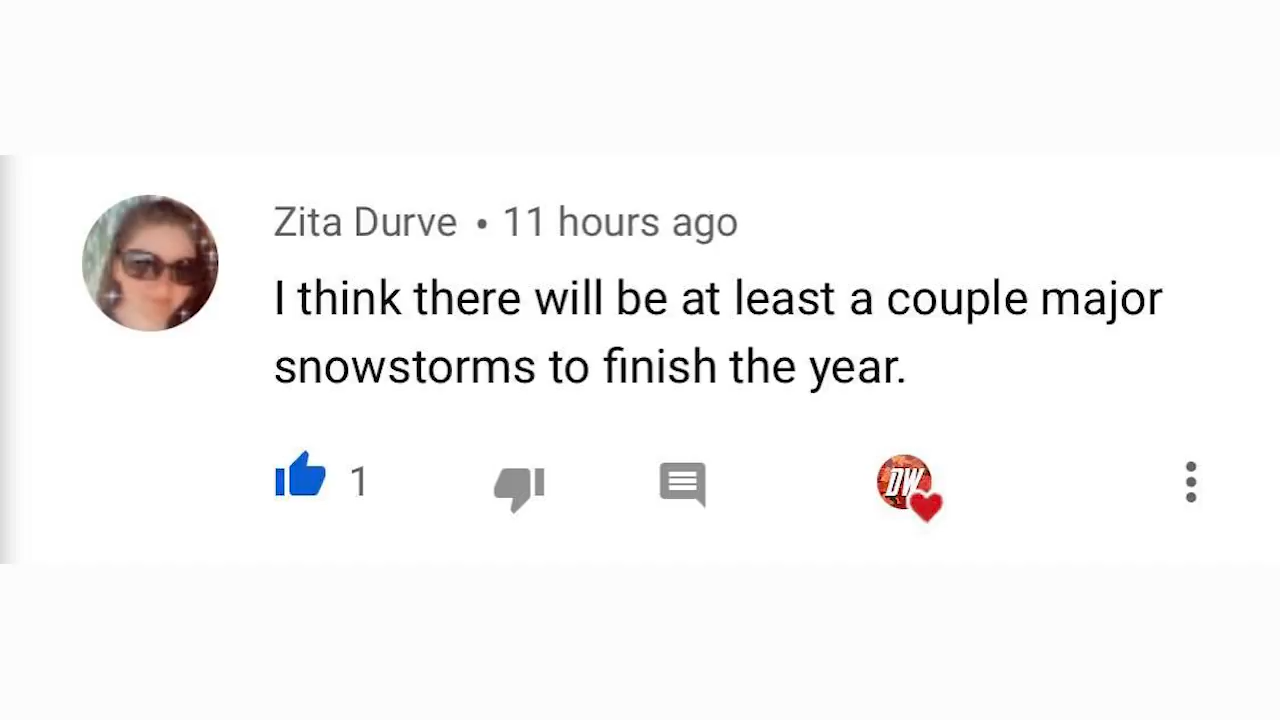 Zita Durve • 11 hours ago
I think there will be at least a couple major
snowstorms to finish the year.
1
DW